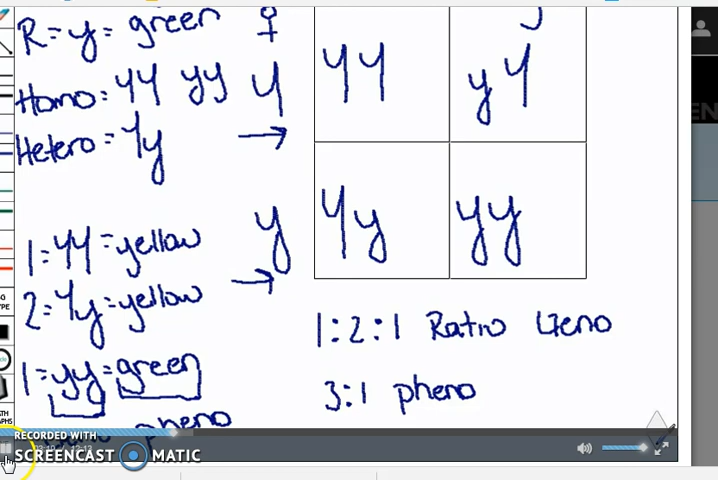 R = y = green ♀
Homo = YY yy Y YY yY
Hetero = Yy →
y Yy yy
1 = YY = yellow →
2 = Yy = yellow
1:2:1 Ratio Geno
1 = yy = green
3:1 pheno
pheno
RECORDED WITH
SCREENCAST MATIC